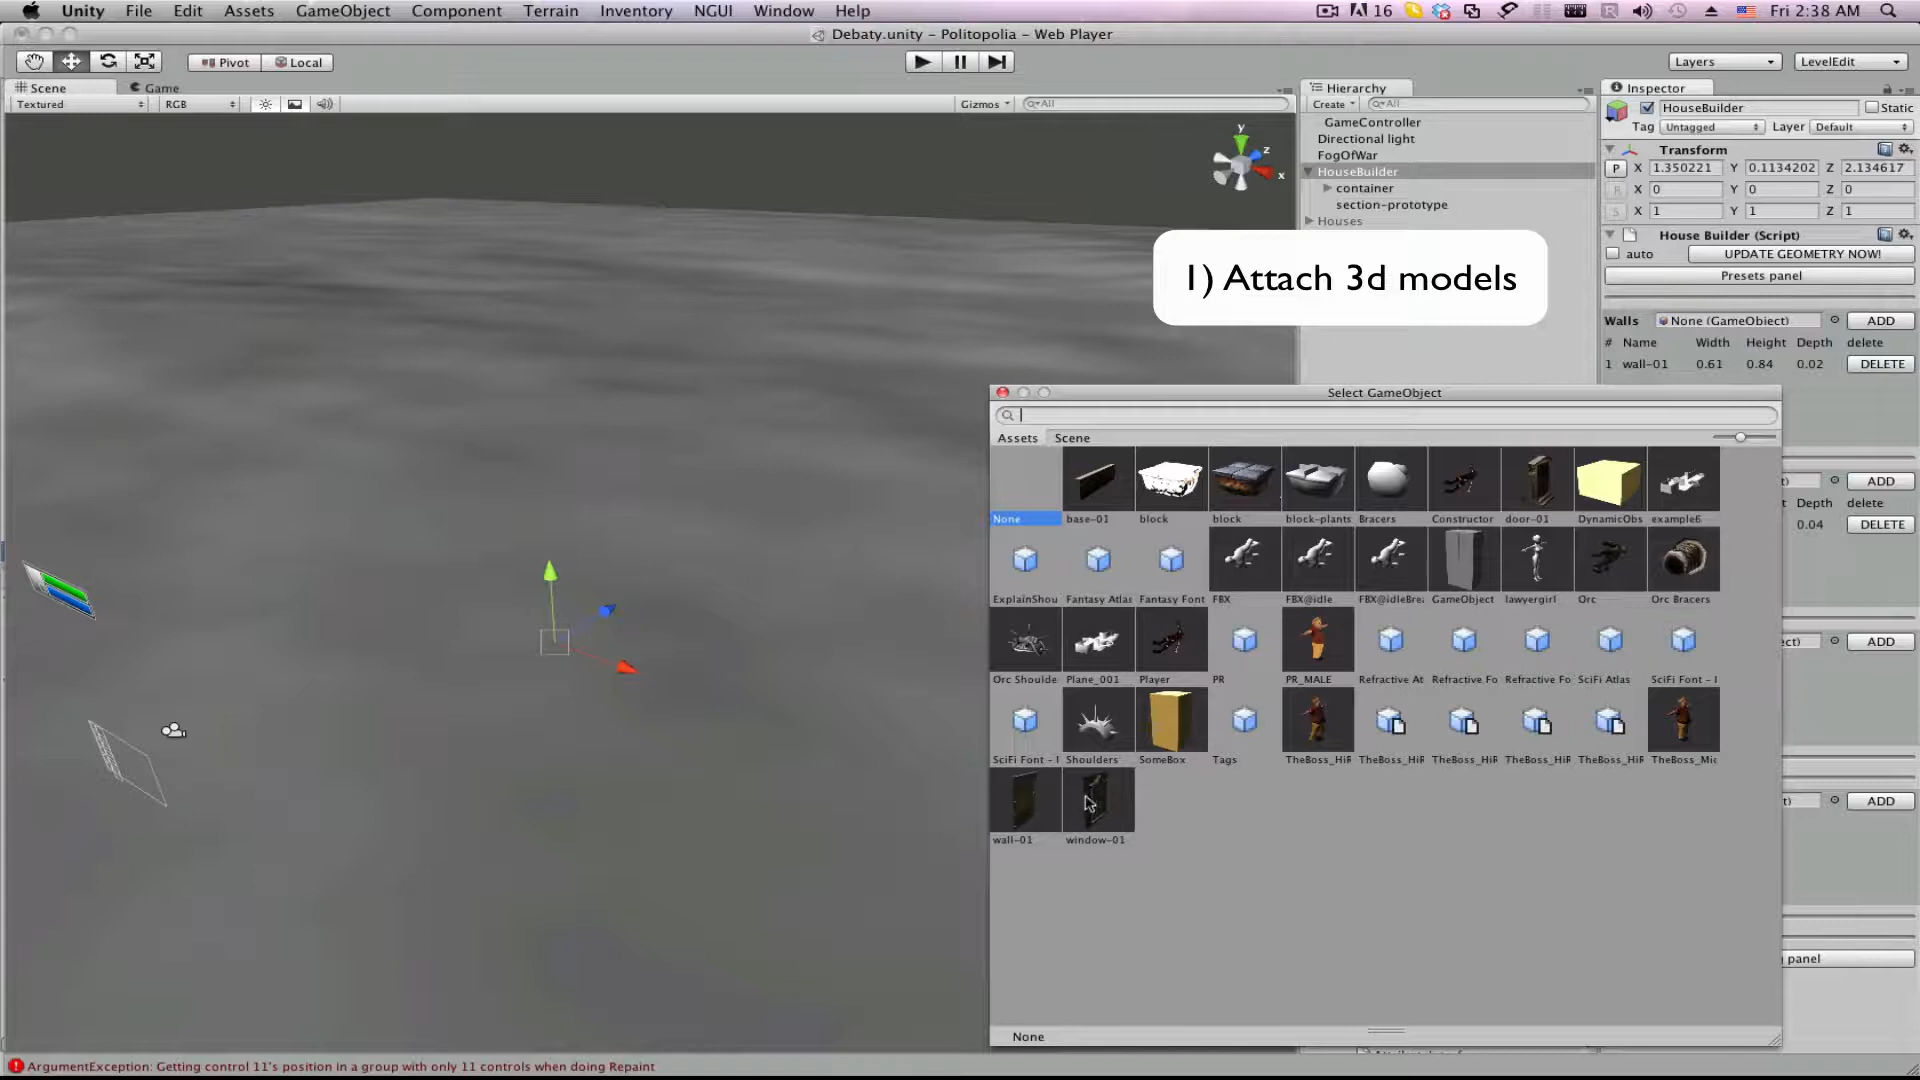 Unity File Edit Assets GameObject Component Terrain Inventory NGUI Window Help 16 Fri 2:38 AM
Debaty.unity – Politopolia – Web Player
Pivot Local Layers LevelEdit
Scene Game Hierarchy Inspector
Textured RGB Gizmos All Create All HouseBuilder Static
Tag Untagged Layer Default
GameController
Directional light
FogOfWar
HouseBuilder
container
section-prototype
Houses
Transform
P X 1.350221 Y 0.1134202 Z 2.134617
R X 0 Y 0 Z 0
S X 1 Y 1 Z 1
House Builder (Script)
auto UPDATE GEOMETRY NOW!
Presets panel
1) Attach 3d models
Walls None (GameObject) ADD
# Name Width Height Depth delete
1 wall-01 0.61 0.84 0.02 DELETE
Select GameObject
Assets Scene
None base-01 block block block-plants Bracers Constructor door-01 DynamicObs example6
ExplainShou Fantasy Atlas Fantasy Font FBX FBX@idle FBX@idleBrea GameObject lawyergirl Orc Orc Bracers
Orc Shoulde Plane_001 Player PR PR_MALE Refractive At Refractive Fo Refractive Fo SciFi Atlas SciFi Font – I
SciFi Font – I Shoulders SomeBox Tags TheBoss_HiR TheBoss_HiR TheBoss_HiR TheBoss_HiR TheBoss_HiR TheBoss_Mic
wall-01 window-01
None
t) ADD
t Depth delete
0.04 DELETE
ect) ADD
t) ADD
panel
ArgumentException: Getting control 11's position in a group with only 11 controls when doing Repaint